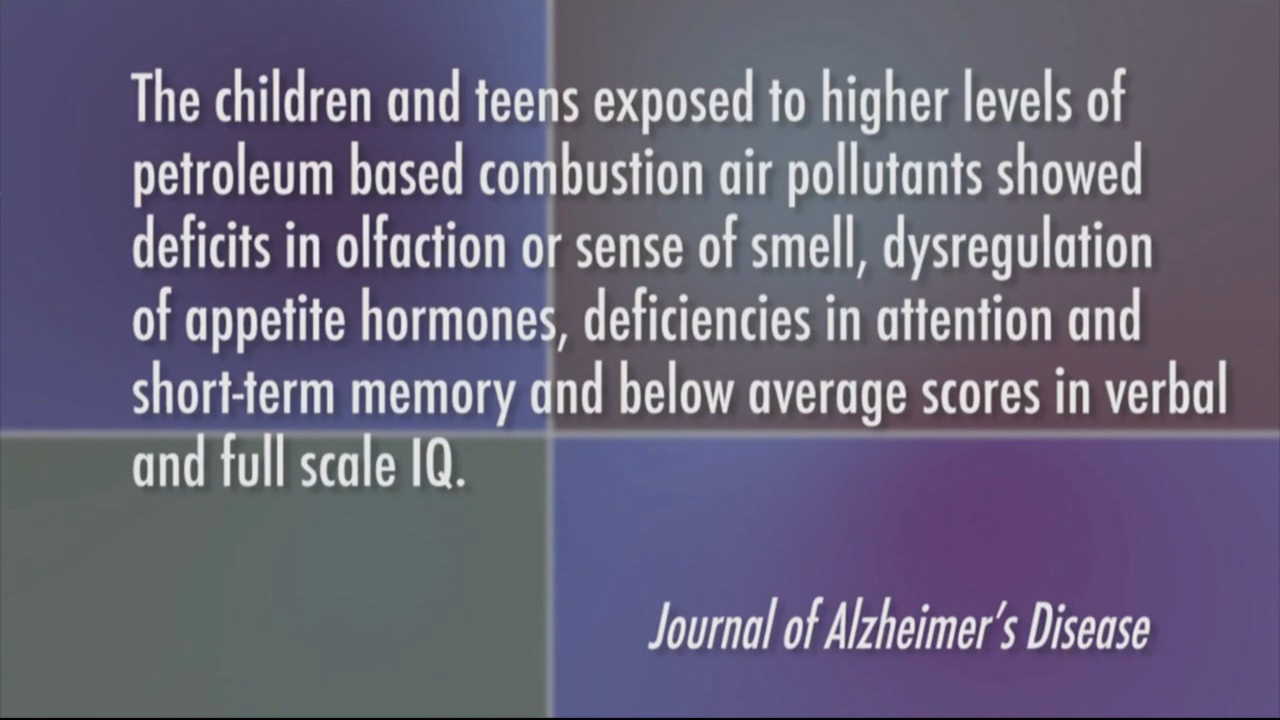 The children and teens exposed to higher levels of
petroleum based combustion air pollutants showed
deficits in olfaction or sense of smell, dysregulation
of appetite hormones, deficiencies in attention and
short-term memory and below average scores in verbal
and full scale IQ.
Journal of Alzheimer's Disease